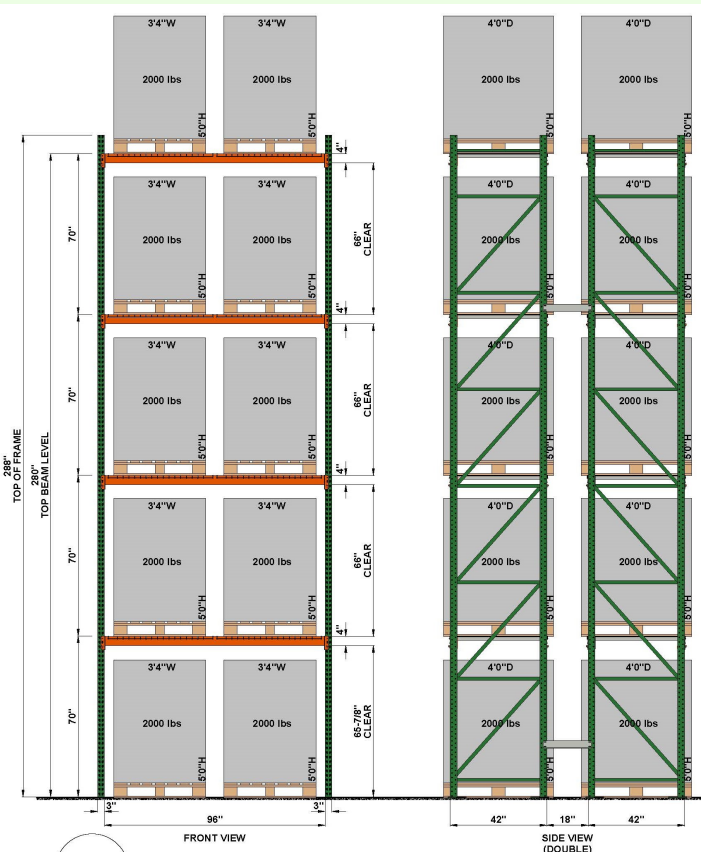 3'4"W 3'4"W 4'0"D 4'0"D
2000 lbs 2000 lbs 2000 lbs 2000 lbs
5'0"H 5'0"H 5'0"H 5'0"H
4"
3'4"W 3'4"W 4'0"D 4'0"D
70" 2000 lbs 2000 lbs 66" CLEAR 2000 lbs 2000 lbs
5'0"H 5'0"H 5'0"H 5'0"H
4"
3'4"W 3'4"W 4'0"D 4'0"D
70" 2000 lbs 2000 lbs 66" CLEAR 2000 lbs 2000 lbs
5'0"H 5'0"H 5'0"H 5'0"H
288"
TOP OF FRAME
280"
TOP BEAM LEVEL
4"
3'4"W 3'4"W 4'0"D 4'0"D
70" 2000 lbs 2000 lbs 66" CLEAR 2000 lbs 2000 lbs
5'0"H 5'0"H 5'0"H 5'0"H
4"
3'4"W 3'4"W 4'0"D 4'0"D
70" 2000 lbs 2000 lbs 65-7/8" CLEAR 2000 lbs 2000 lbs
5'0"H 5'0"H 5'0"H 5'0"H
3" 3"
96" 42" 18" 42"
FRONT VIEW SIDE VIEW
(DOUBLE)